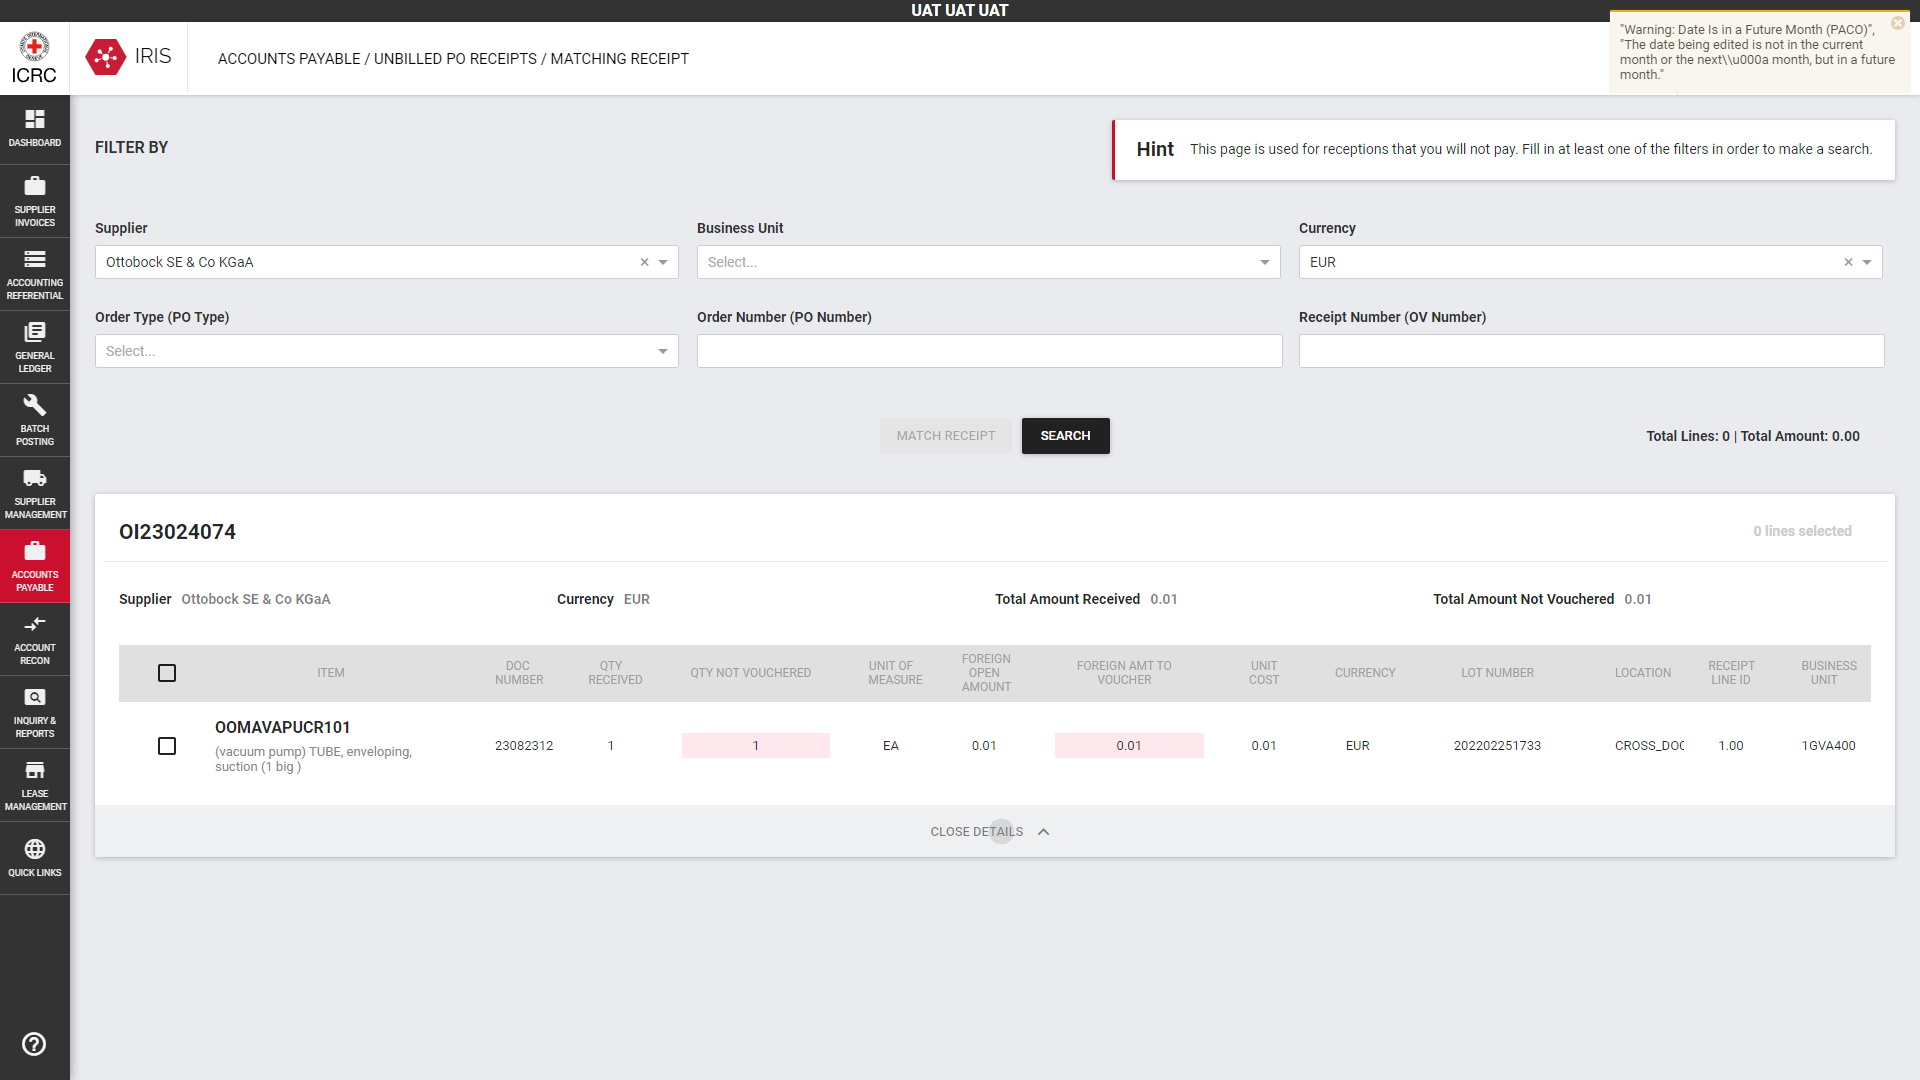 UAT UAT UAT
ICRC
IRIS
ACCOUNTS PAYABLE / UNBILLED PO RECEIPTS / MATCHING RECEIPT
"Warning: Date Is in a Future Month (PACO)",
"The date being edited is not in the current
month or the next\\u000a month, but in a future
month."
DASHBOARD
SUPPLIER
INVOICES
ACCOUNTING
REFERENTIAL
GENERAL
LEDGER
BATCH
POSTING
SUPPLIER
MANAGEMENT
ACCOUNTS
PAYABLE
ACCOUNT
RECON
INQUIRY &
REPORTS
LEASE
MANAGEMENT
QUICK LINKS
FILTER BY
Hint This page is used for receptions that you will not pay. Fill in at least one of the filters in order to make a search.
Supplier
Ottobock SE & Co KGaA
Business Unit
Select...
Currency
EUR
Order Type (PO Type)
Select...
Order Number (PO Number)
Receipt Number (OV Number)
MATCH RECEIPT
SEARCH
Total Lines: 0 | Total Amount: 0.00
OI23024074
0 lines selected
Supplier Ottobock SE & Co KGaA
Currency EUR
Total Amount Received 0.01
Total Amount Not Vouchered 0.01
ITEM
DOC
NUMBER
QTY
RECEIVED
QTY NOT VOUCHERED
UNIT OF
MEASURE
FOREIGN
OPEN
AMOUNT
FOREIGN AMT TO
VOUCHER
UNIT
COST
CURRENCY
LOT NUMBER
LOCATION
RECEIPT
LINE ID
BUSINESS
UNIT
OOMAVAPUCR101
(vacuum pump) TUBE, enveloping,
suction (1 big )
23082312
1
1
EA
0.01
0.01
0.01
EUR
202202251733
CROSS_DOC
1.00
1GVA400
CLOSE DETAILS